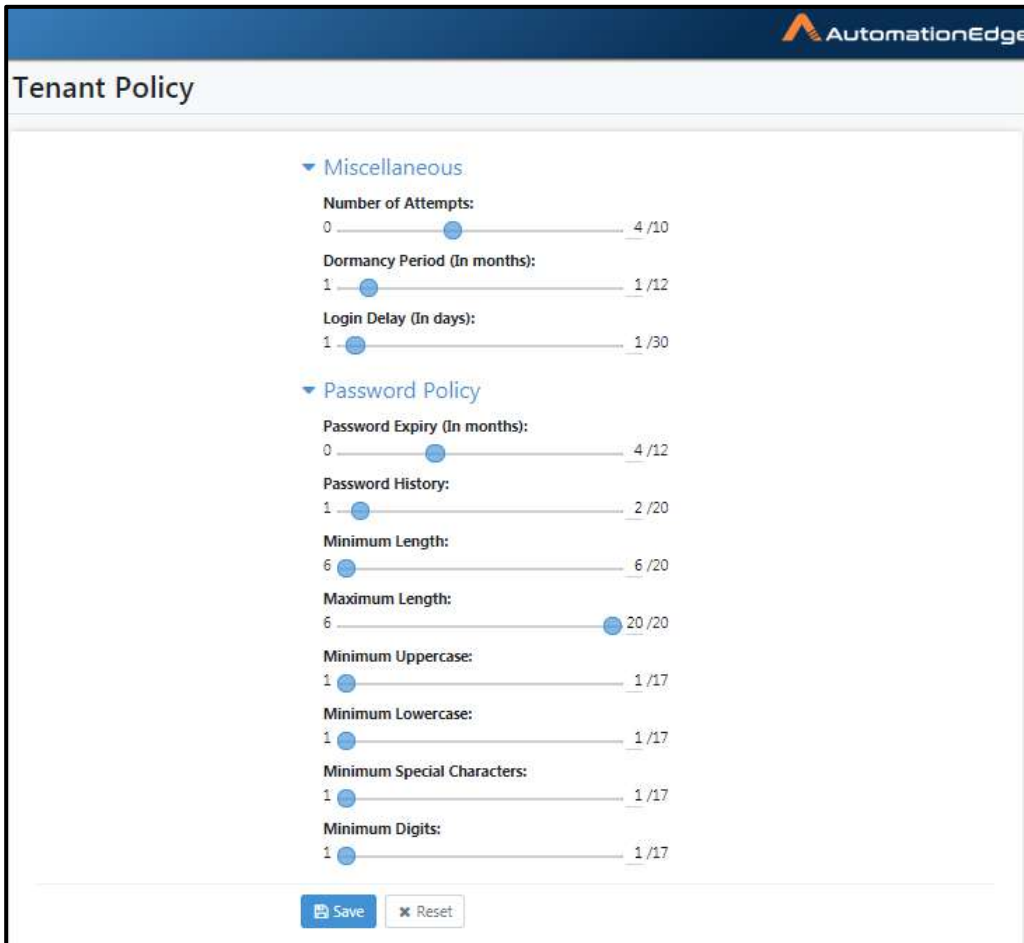 AutomationEdge
Tenant Policy
Miscellaneous
Number of Attempts:
0 4 /10
Dormancy Period (In months):
1 1 /12
Login Delay (In days):
1 1 /30
Password Policy
Password Expiry (In months):
0 4 /12
Password History:
1 2 /20
Minimum Length:
6 6 /20
Maximum Length:
6 20 /20
Minimum Uppercase:
1 1 /17
Minimum Lowercase:
1 1 /17
Minimum Special Characters:
1 1 /17
Minimum Digits:
1 1 /17
Save Reset